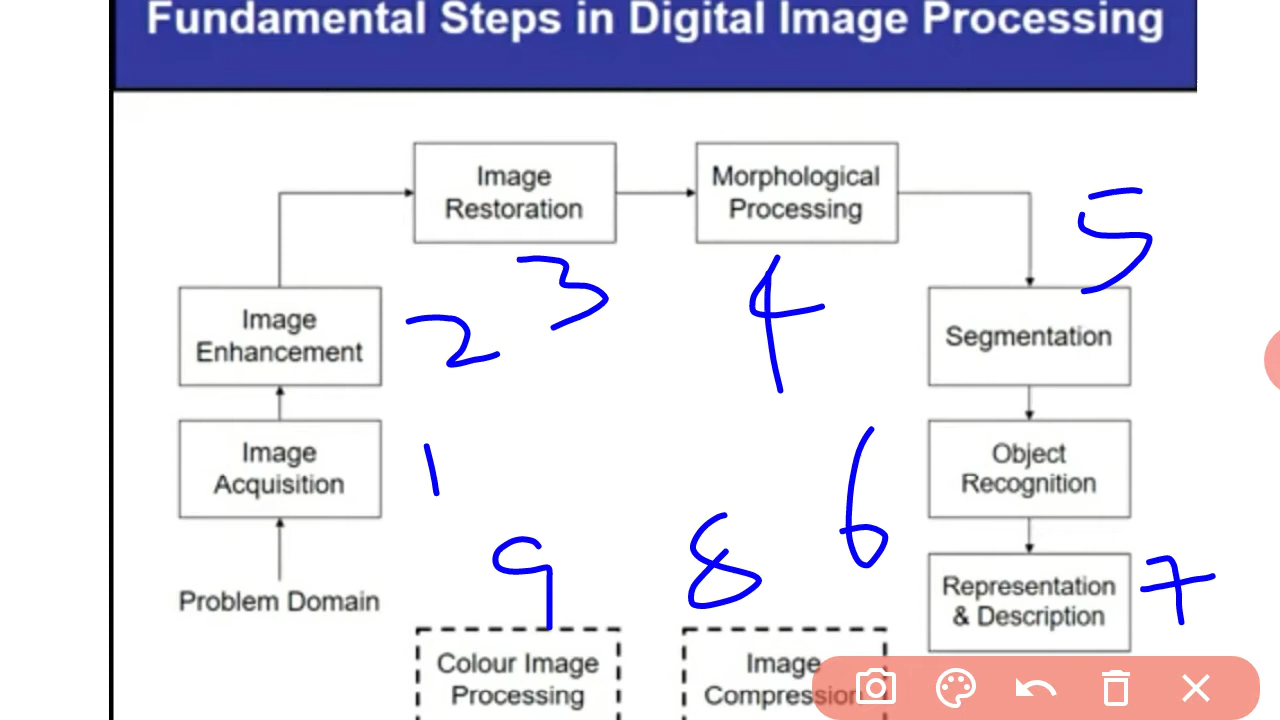 Fundamental Steps in Digital Image Processing
Image
Restoration
3
Morphological
Processing
4
5
Image
Enhancement
2
Segmentation
Image
Acquisition
1
Object
Recognition
6
Problem Domain
Representation
& Description
7
9
Colour Image
Processing
8
Image
Compression